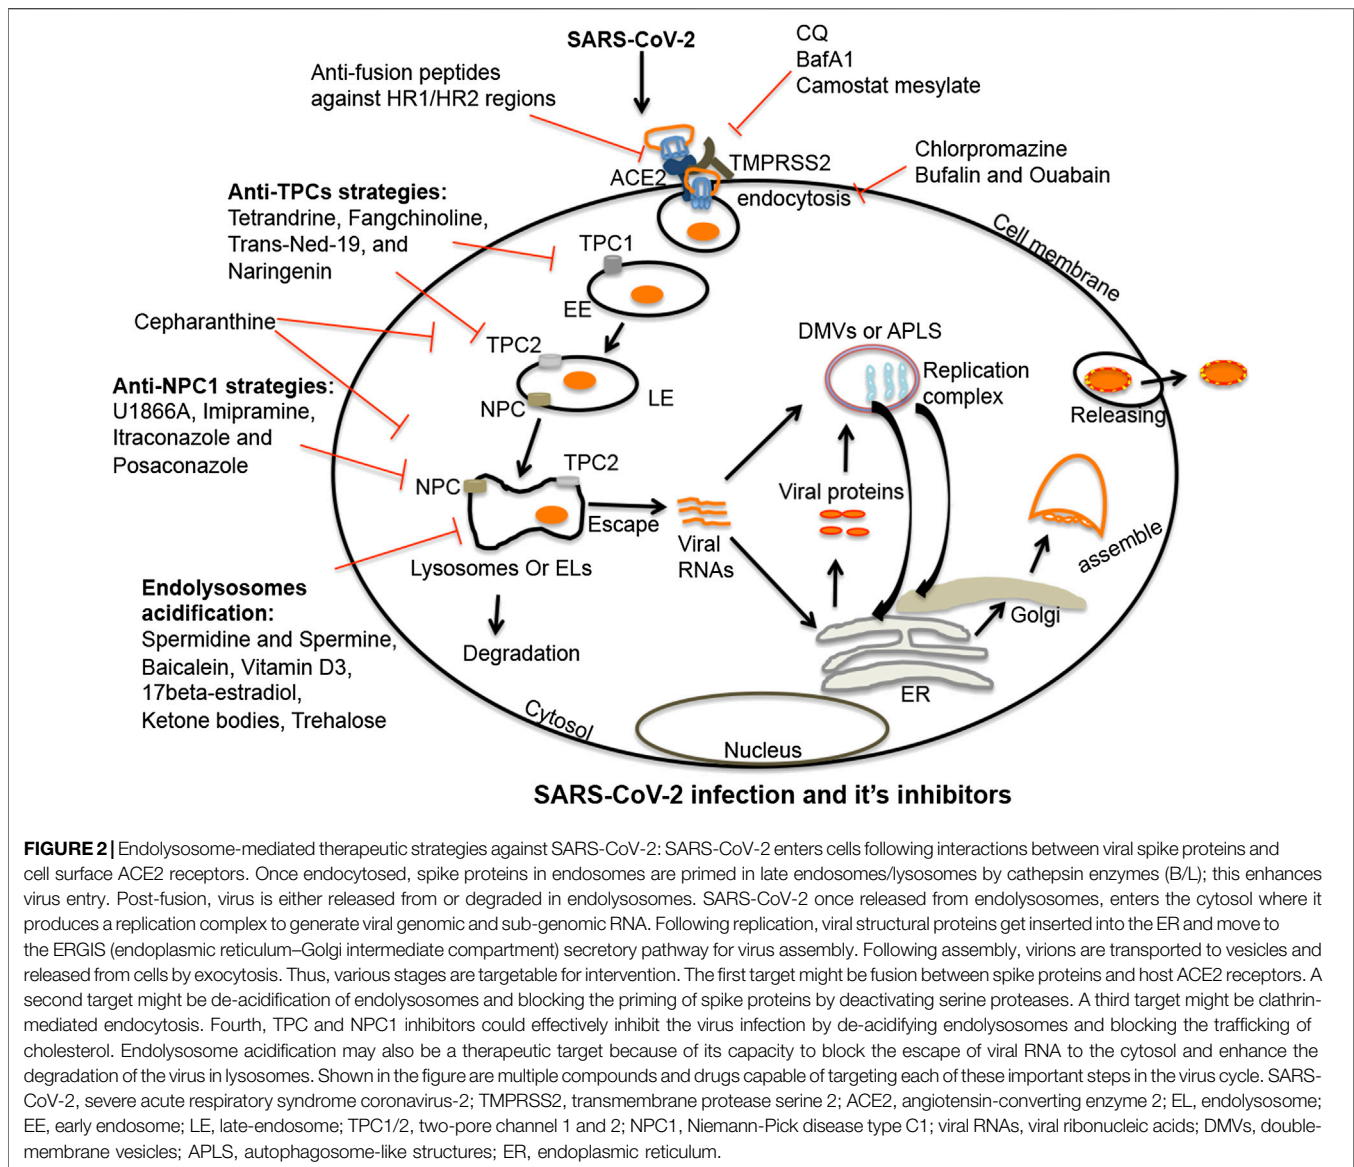 SARS-CoV-2
CQ
BafA1
Camostat mesylate
Anti-fusion peptides
against HR1/HR2 regions
TMPRSS2
ACE2
Chlorpromazine
Bufalin and Ouabain
endocytosis
Cell membrane
Anti-TPCs strategies:
Tetrandrine, Fangchinoline,
Trans-Ned-19, and
Naringenin
TPC1
EE
Cepharanthine
TPC2
LE
NPC
DMVs or APLS
Replication
complex
Releasing
Anti-NPC1 strategies:
U1866A, Imipramine,
Itraconazole and
Posaconazole
NPC
TPC2
Escape
Viral
RNAs
Viral proteins
assemble
Lysosomes Or ELs
Degradation
Golgi
ER
Endolysosomes
acidification:
Spermidine and Spermine,
Baicalein, Vitamin D3,
17beta-estradiol,
Ketone bodies, Trehalose
Cytosol
Nucleus
SARS-CoV-2 infection and it's inhibitors
FIGURE 2 | Endolysosome-mediated therapeutic strategies against SARS-CoV-2: SARS-CoV-2 enters cells following interactions between viral spike proteins and
cell surface ACE2 receptors. Once endocytosed, spike proteins in endosomes are primed in late endosomes/lysosomes by cathepsin enzymes (B/L); this enhances
virus entry. Post-fusion, virus is either released from or degraded in endolysosomes. SARS-CoV-2 once released from endolysosomes, enters the cytosol where it
produces a replication complex to generate viral genomic and sub-genomic RNA. Following replication, viral structural proteins get inserted into the ER and move to
the ERGIS (endoplasmic reticulum–Golgi intermediate compartment) secretory pathway for virus assembly. Following assembly, virions are transported to vesicles and
released from cells by exocytosis. Thus, various stages are targetable for intervention. The first target might be fusion between spike proteins and host ACE2 receptors. A
second target might be de-acidification of endolysosomes and blocking the priming of spike proteins by deactivating serine proteases. A third target might be clathrin-
mediated endocytosis. Fourth, TPC and NPC1 inhibitors could effectively inhibit the virus infection by de-acidifying endolysosomes and blocking the trafficking of
cholesterol. Endolysosome acidification may also be a therapeutic target because of its capacity to block the escape of viral RNA to the cytosol and enhance the
degradation of the virus in lysosomes. Shown in the figure are multiple compounds and drugs capable of targeting each of these important steps in the virus cycle. SARS-
CoV-2, severe acute respiratory syndrome coronavirus-2; TMPRSS2, transmembrane protease serine 2; ACE2, angiotensin-converting enzyme 2; EL, endolysosome;
EE, early endosome; LE, late-endosome; TPC1/2, two-pore channel 1 and 2; NPC1, Niemann-Pick disease type C1; viral RNAs, viral ribonucleic acids; DMVs, double-
membrane vesicles; APLS, autophagosome-like structures; ER, endoplasmic reticulum.